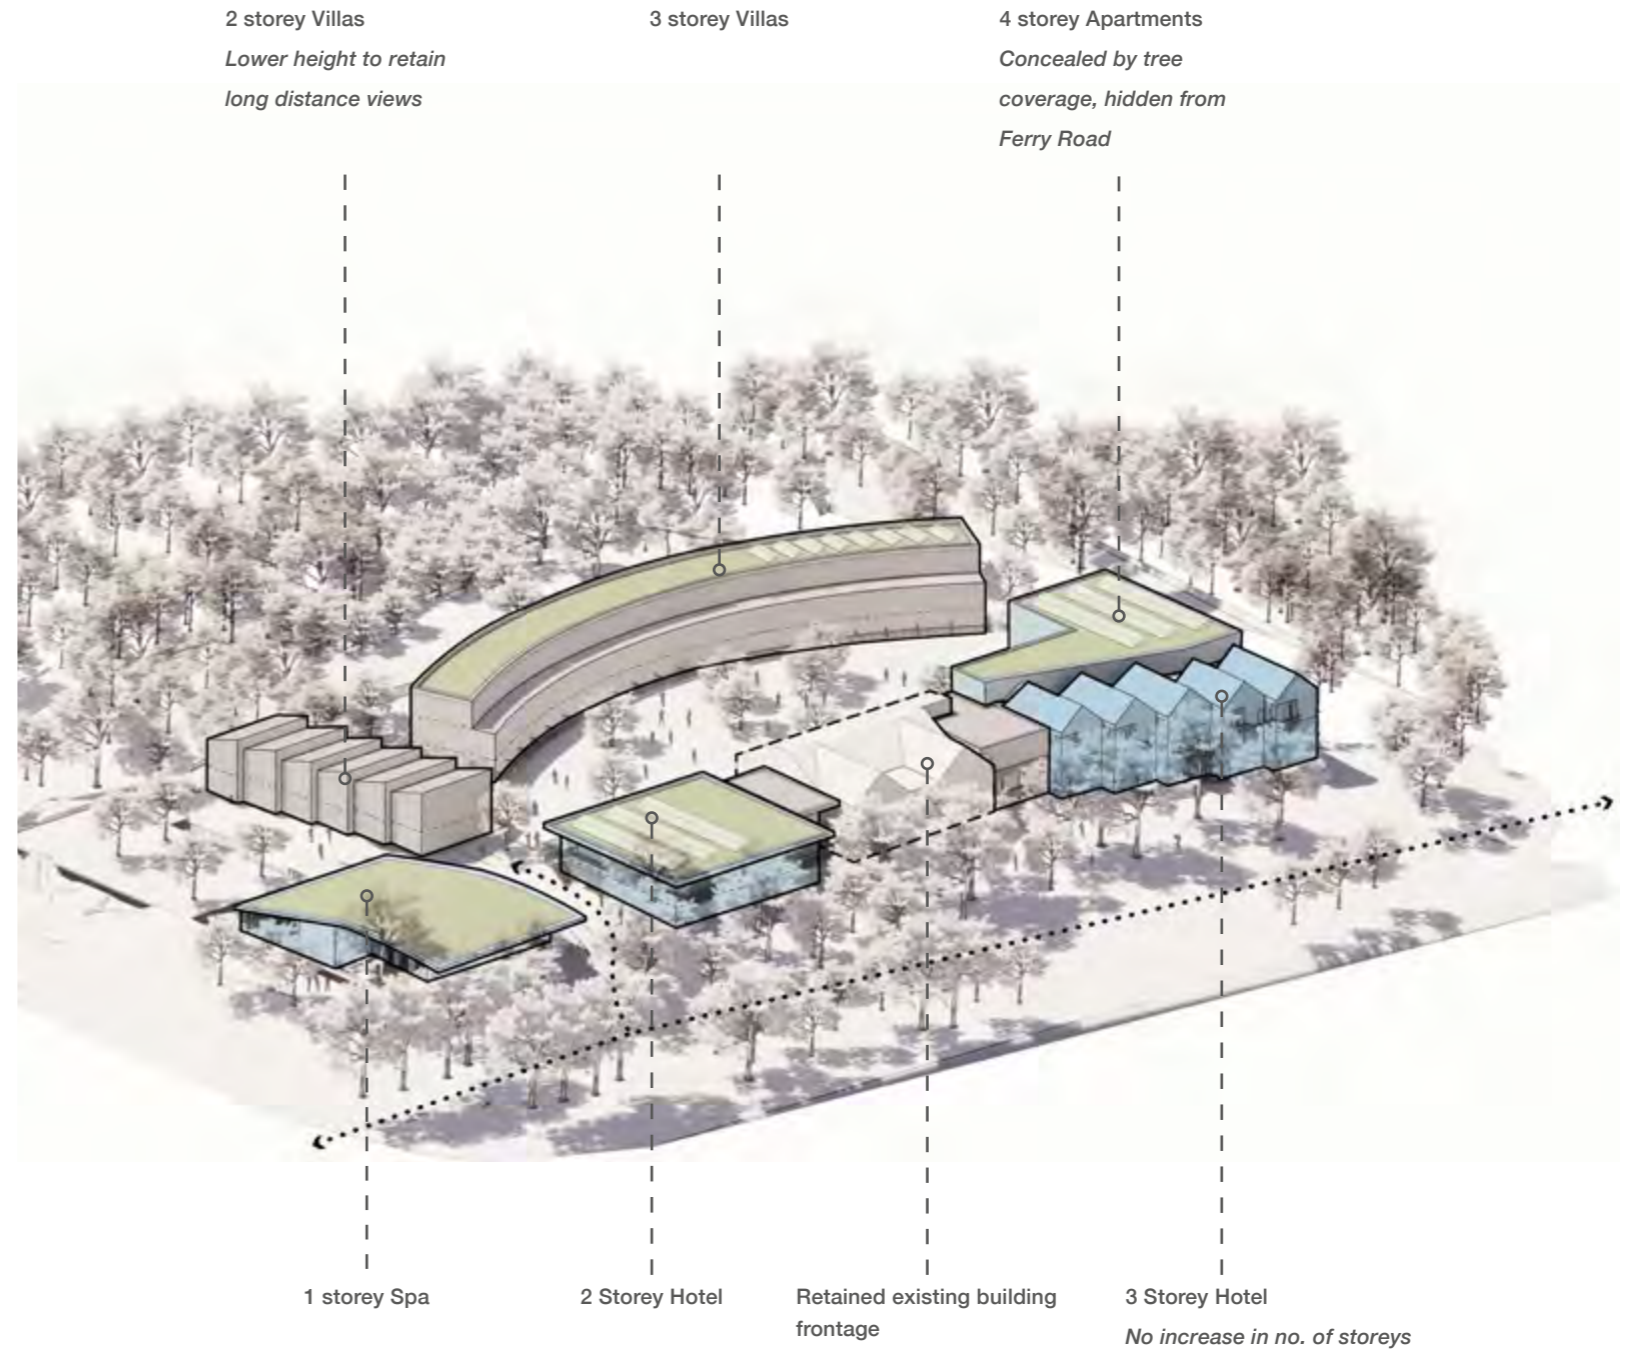 2 storey Villas
Lower height to retain
long distance views
3 storey Villas
4 storey Apartments
Concealed by tree
coverage, hidden from
Ferry Road
1 storey Spa
2 Storey Hotel
Retained existing building
frontage
3 Storey Hotel
No increase in no. of storeys